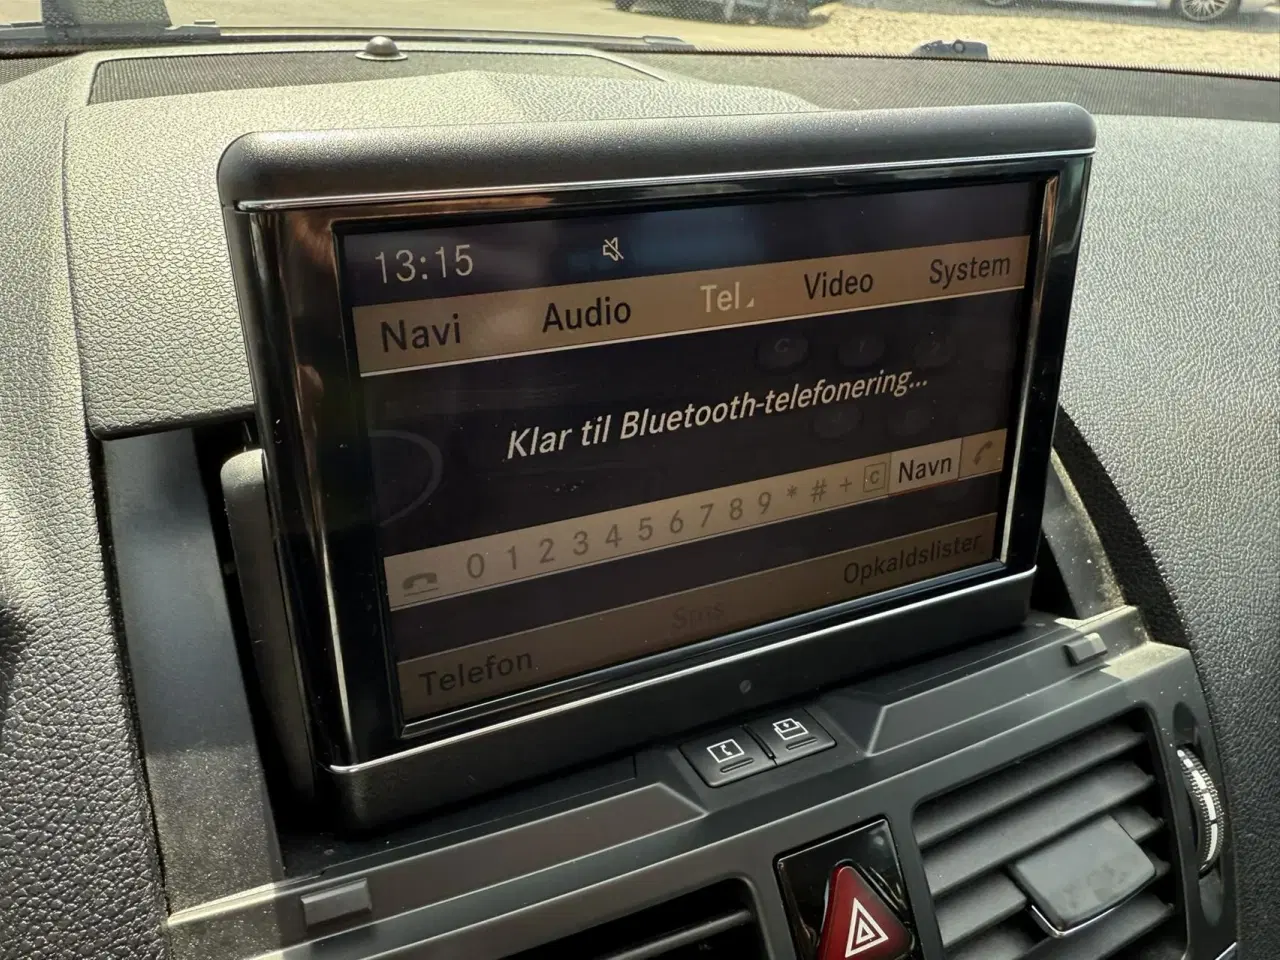 13:15
Navi Audio Tel Video System
Klar til Bluetooth-telefonering...
0 1 2 3 4 5 6 7 8 9 * # + C Navn
Telefon Sms Opkaldslister